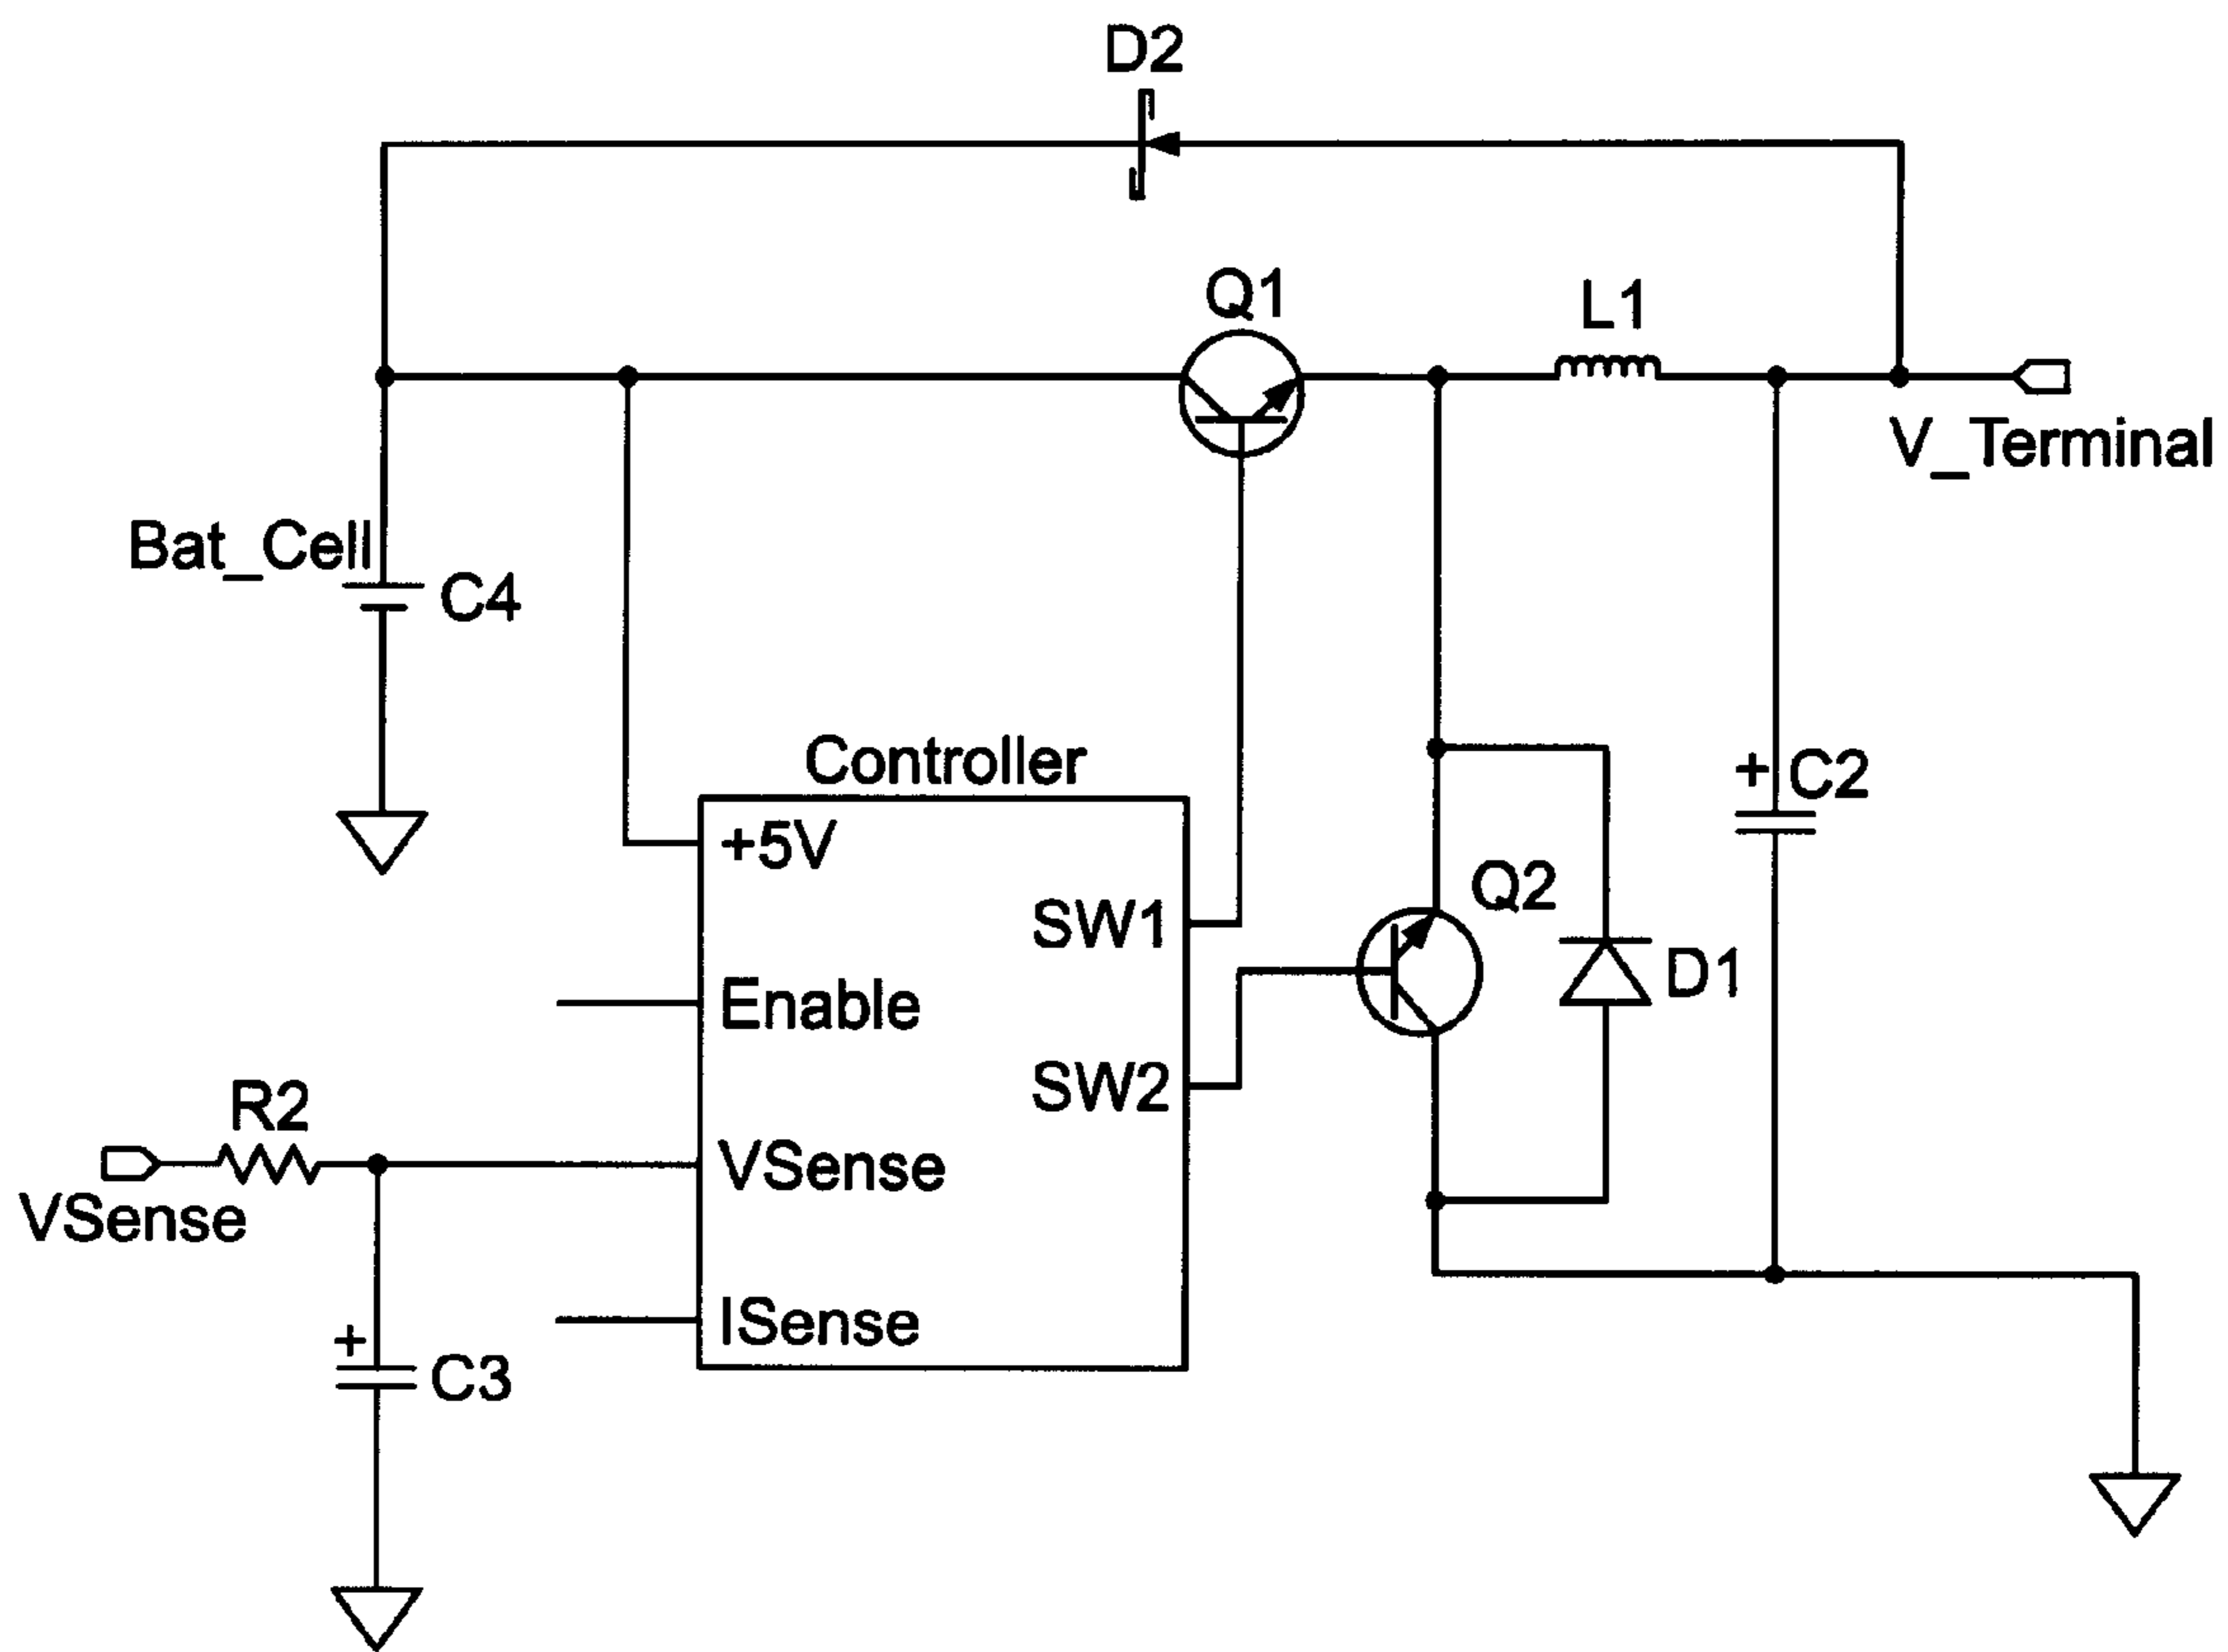 D2
Q1
L1
V_Terminal
Bat_Cell
C4
Controller
+5V
+ C2
Q2
SW1
D1
Enable
SW2
R2
VSense
VSense
ISense
+
C3